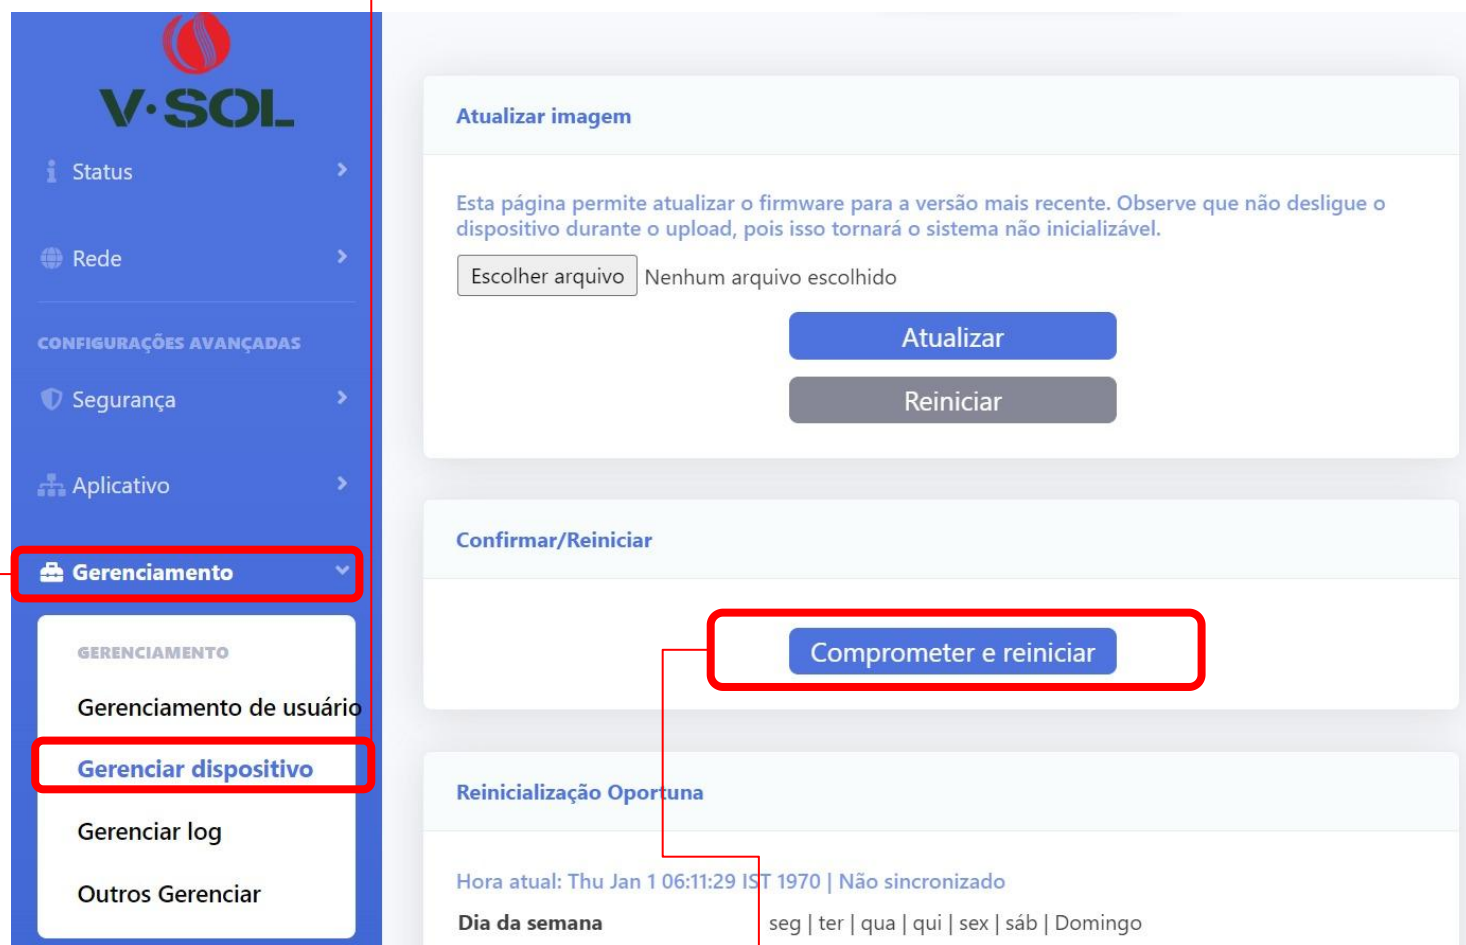 V·SOL
Status
Rede
CONFIGURAÇÕES AVANÇADAS
Segurança
Aplicativo
Gerenciamento
GERENCIAMENTO
Gerenciamento de usuário
Gerenciar dispositivo
Gerenciar log
Outros Gerenciar
Atualizar imagem
Esta página permite atualizar o firmware para a versão mais recente. Observe que não desligue o
dispositivo durante o upload, pois isso tornará o sistema não inicializável.
Escolher arquivo Nenhum arquivo escolhido
Atualizar
Reiniciar
Confirmar/Reiniciar
Comprometer e reiniciar
Reinicialização Oportuna
Hora atual: Thu Jan 1 06:11:29 IST 1970 | Não sincronizado
Dia da semana seg | ter | qua | qui | sex | sáb | Domingo